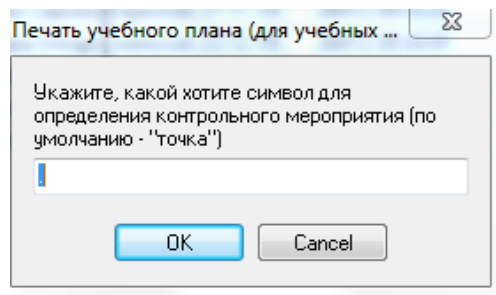 Печать учебного плана (для учебных ...
Укажите, какой хотите символ для
определения контрольного мероприятия (по
умолчанию - "точка")
.
OK
Cancel